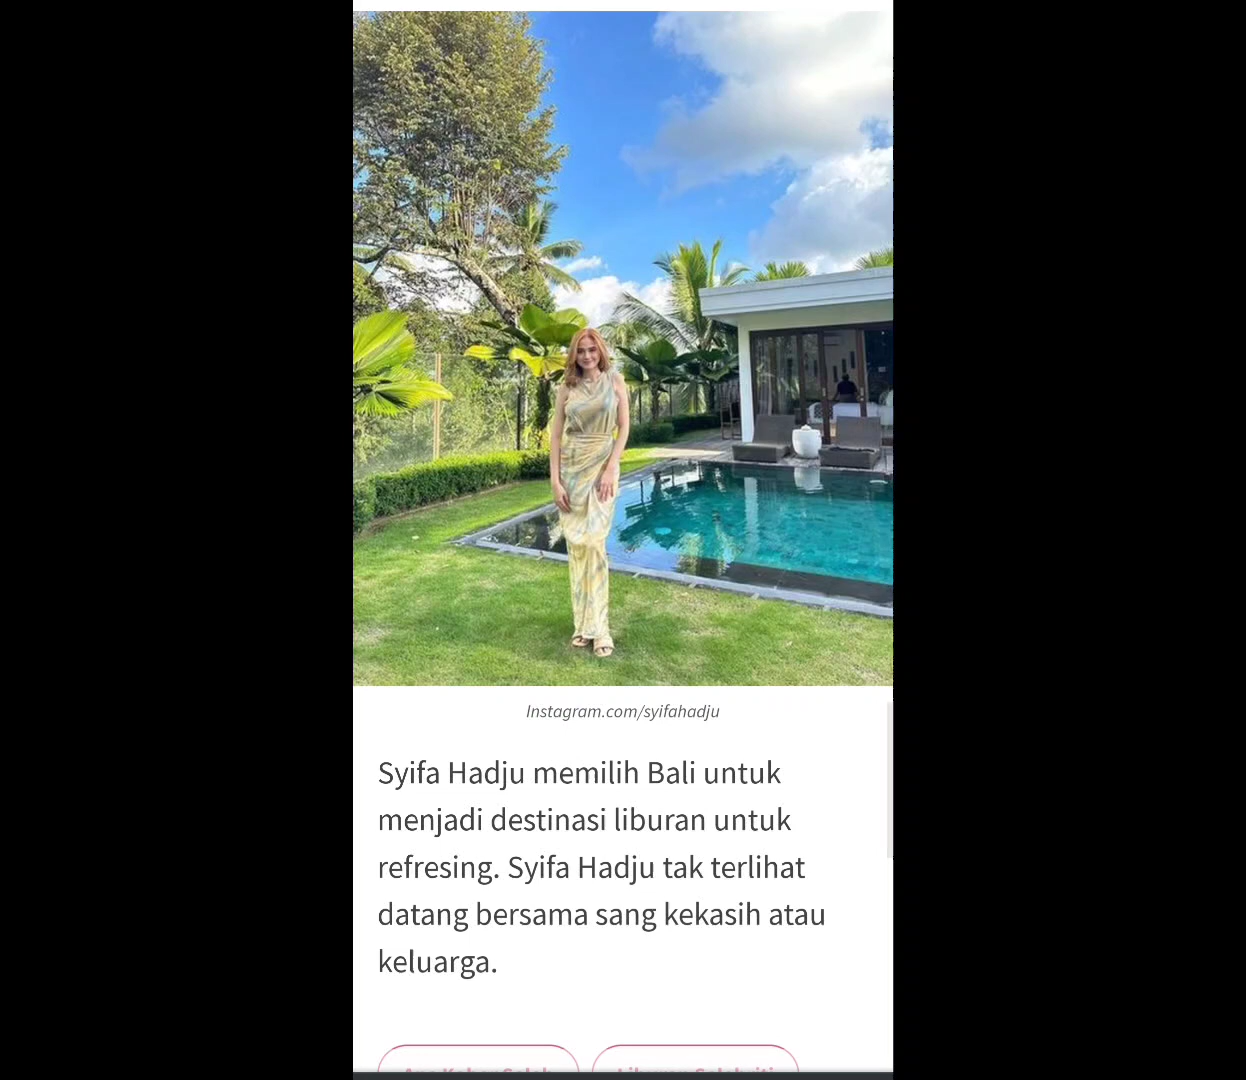 Instagram.com/syifahadju
Syifa Hadju memilih Bali untuk
menjadi destinasi liburan untuk
refresing. Syifa Hadju tak terlihat
datang bersama sang kekasih atau
keluarga.